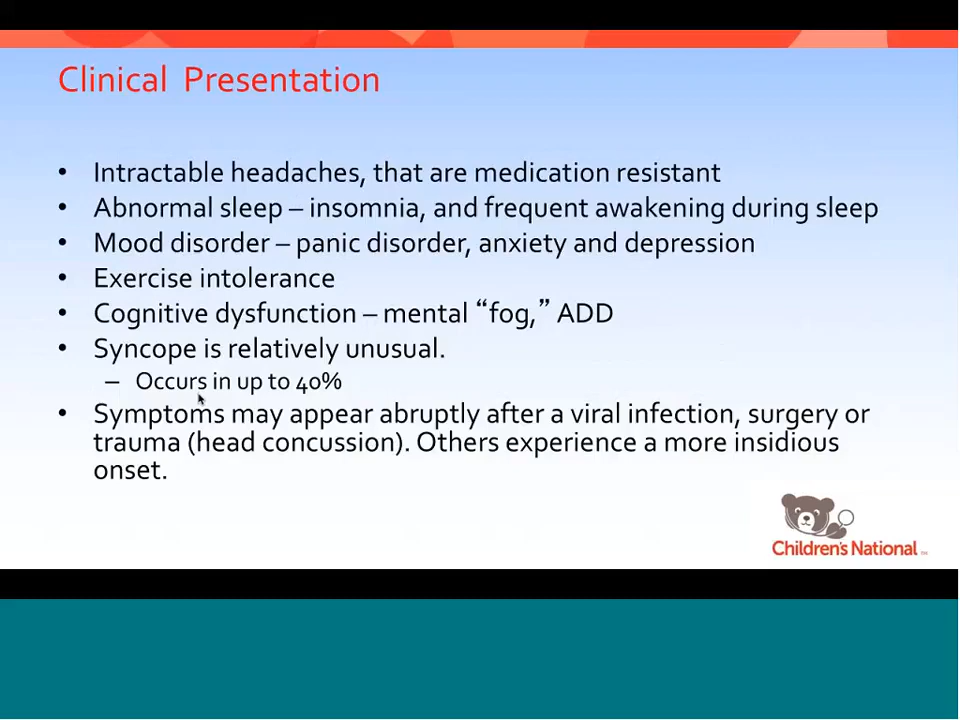 Clinical Presentation
• Intractable headaches, that are medication resistant
• Abnormal sleep – insomnia, and frequent awakening during sleep
• Mood disorder – panic disorder, anxiety and depression
• Exercise intolerance
• Cognitive dysfunction – mental “fog,” ADD
• Syncope is relatively unusual.
– Occurs in up to 40%
• Symptoms may appear abruptly after a viral infection, surgery or
trauma (head concussion). Others experience a more insidious
onset.
Children's National™